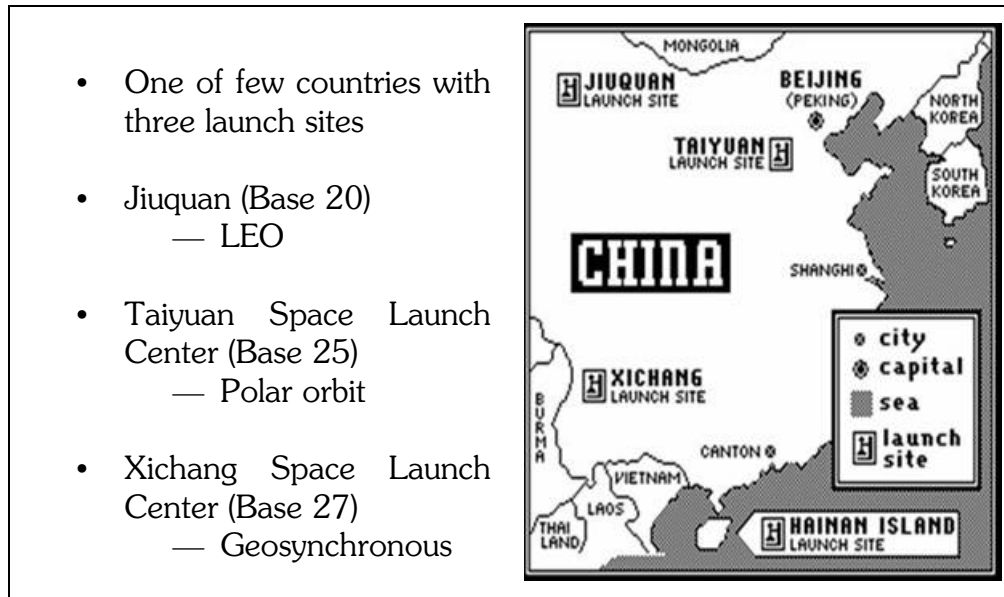 • One of few countries with
three launch sites
• Jiuquan (Base 20)
— LEO
• Taiyuan Space Launch
Center (Base 25)
— Polar orbit
• Xichang Space Launch
Center (Base 27)
— Geosynchronous
MONGOLIA
JIUQUAN
LAUNCH SITE
BEIJING
(PEKING)
NORTH
KOREA
TAIYUAN
LAUNCH SITE
SOUTH
KOREA
CHINA
SHANGHI
city
capital
sea
launch
site
XICHANG
LAUNCH SITE
BURMA
CANTON
VIETNAM
LAOS
THAI
LAND
HAINAN ISLAND
LAUNCH SITE